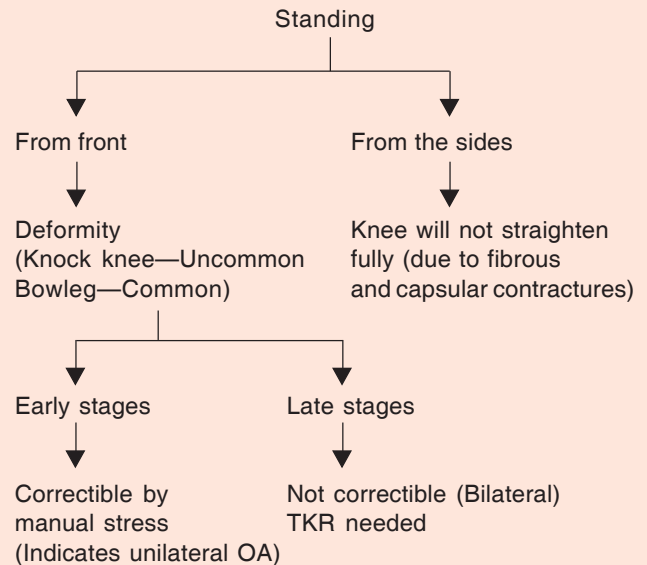 Standing
From front
From the sides
Deformity
(Knock knee—Uncommon
Bowleg—Common)
Knee will not straighten
fully (due to fibrous
and capsular contractures)
Early stages
Late stages
Correctible by
manual stress
(Indicates unilateral OA)
Not correctible (Bilateral)
TKR needed